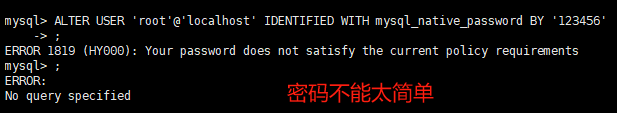 mysql> ALTER USER 'root'@'localhost' IDENTIFIED WITH mysql_native_password BY '123456'
-> ;
ERROR 1819 (HY000): Your password does not satisfy the current policy requirements
mysql> ;
ERROR:
No query specified
密码不能太简单